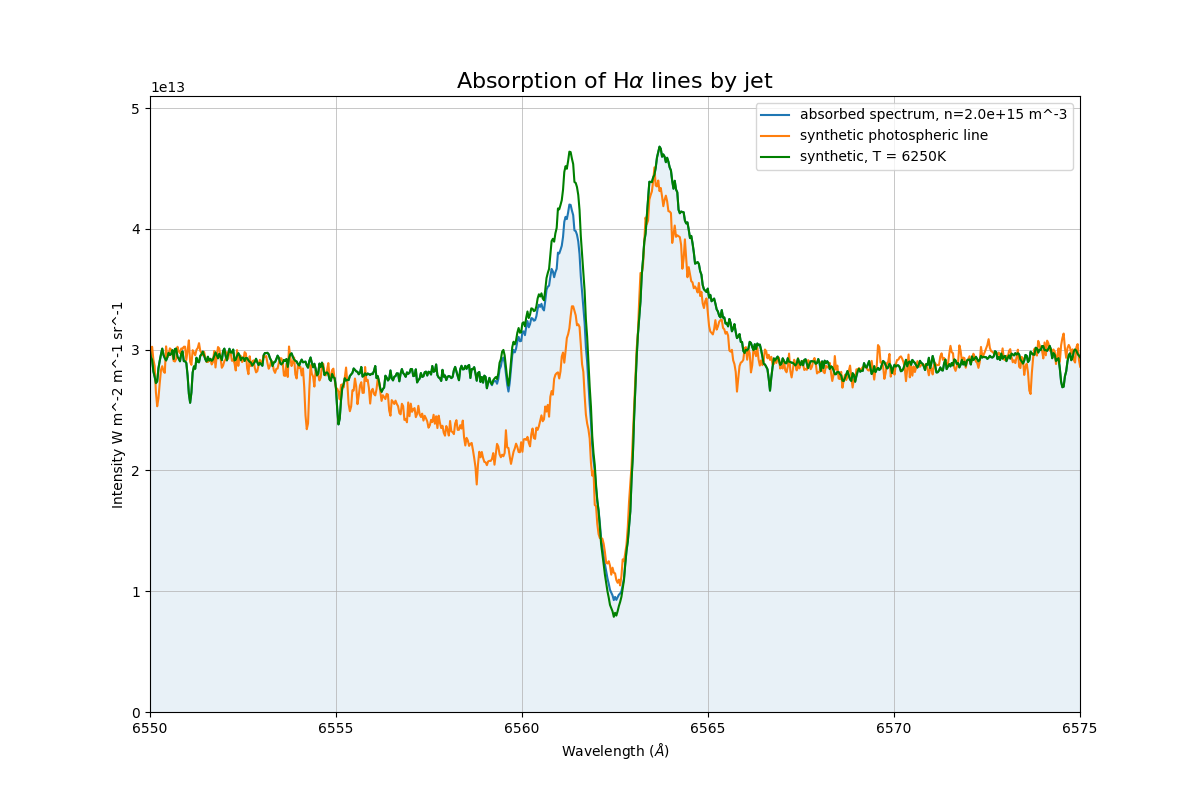 Absorption of Hα lines by jet
1e13
absorbed spectrum, n=2.0e+15 m^-3
synthetic photospheric line
synthetic, T = 6250K
5
4
3
2
1
0
Intensity W m^-2 m^-1 sr^-1
6550 6555 6560 6565 6570 6575
Wavelength (Å)